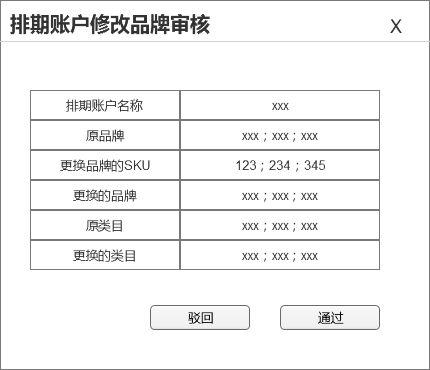 排期账户修改品牌审核 X
排期账户名称 xxx
原品牌 xxx；xxx；xxx
更换品牌的SKU 123；234；345
更换的品牌 xxx；xxx；xxx
原类目 xxx；xxx；xxx
更换的类目 xxx；xxx；xxx
驳回 通过